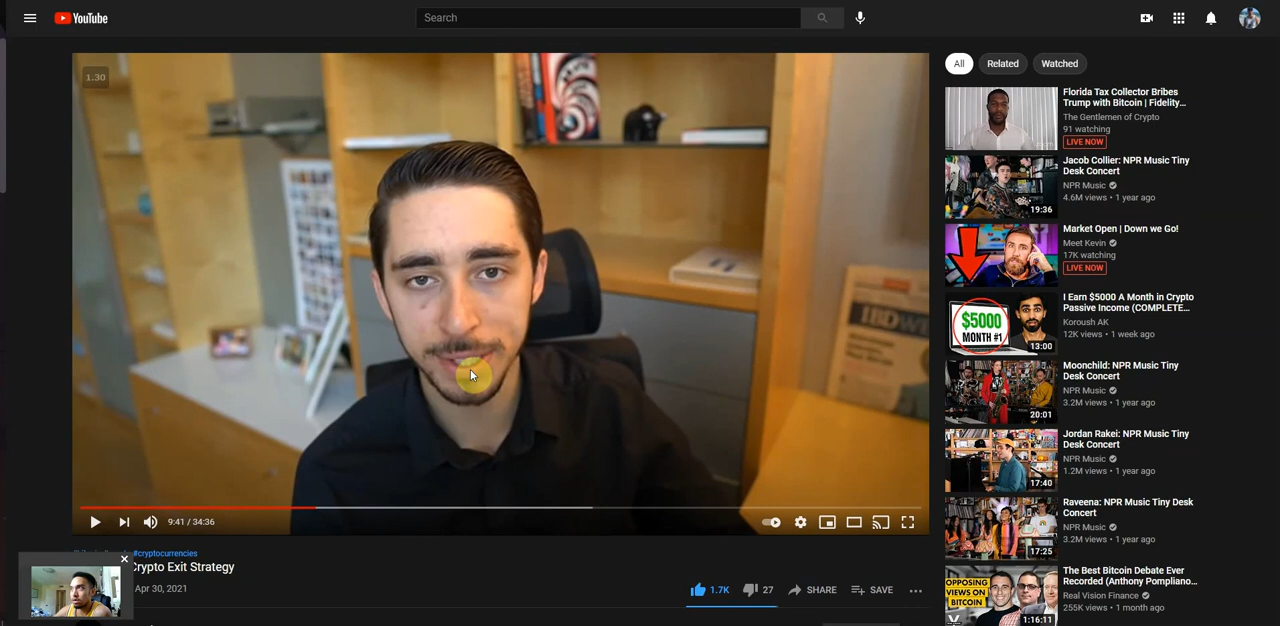 YouTube
Search
1.30
All
Related
Watched
Florida Tax Collector Bribes
Trump with Bitcoin | Fidelity...
The Gentlemen of Crypto
91 watching
LIVE NOW
Jacob Collier: NPR Music Tiny
Desk Concert
NPR Music
4.6M views • 1 year ago
19:36
Market Open | Down we Go!
Meet Kevin
17K watching
LIVE NOW
I Earn $5000 A Month in Crypto
Passive Income (COMPLETE...
Koroush AK
12K views • 1 week ago
$5000
MONTH #1
13:00
Moonchild: NPR Music Tiny
Desk Concert
NPR Music
3.2M views • 1 year ago
20:01
Jordan Rakei: NPR Music Tiny
Desk Concert
NPR Music
1.2M views • 1 year ago
17:40
Raveena: NPR Music Tiny Desk
Concert
NPR Music
3.2M views • 1 year ago
17:25
The Best Bitcoin Debate Ever
Recorded (Anthony Pompliano...
Real Vision Finance
255K views • 1 month ago
OPPOSING
VIEWS ON
BITCOIN
1:16:11
9:41 / 34:36
#cryptocurrencies
Crypto Exit Strategy
Apr 30, 2021
1.7K
27
SHARE
SAVE